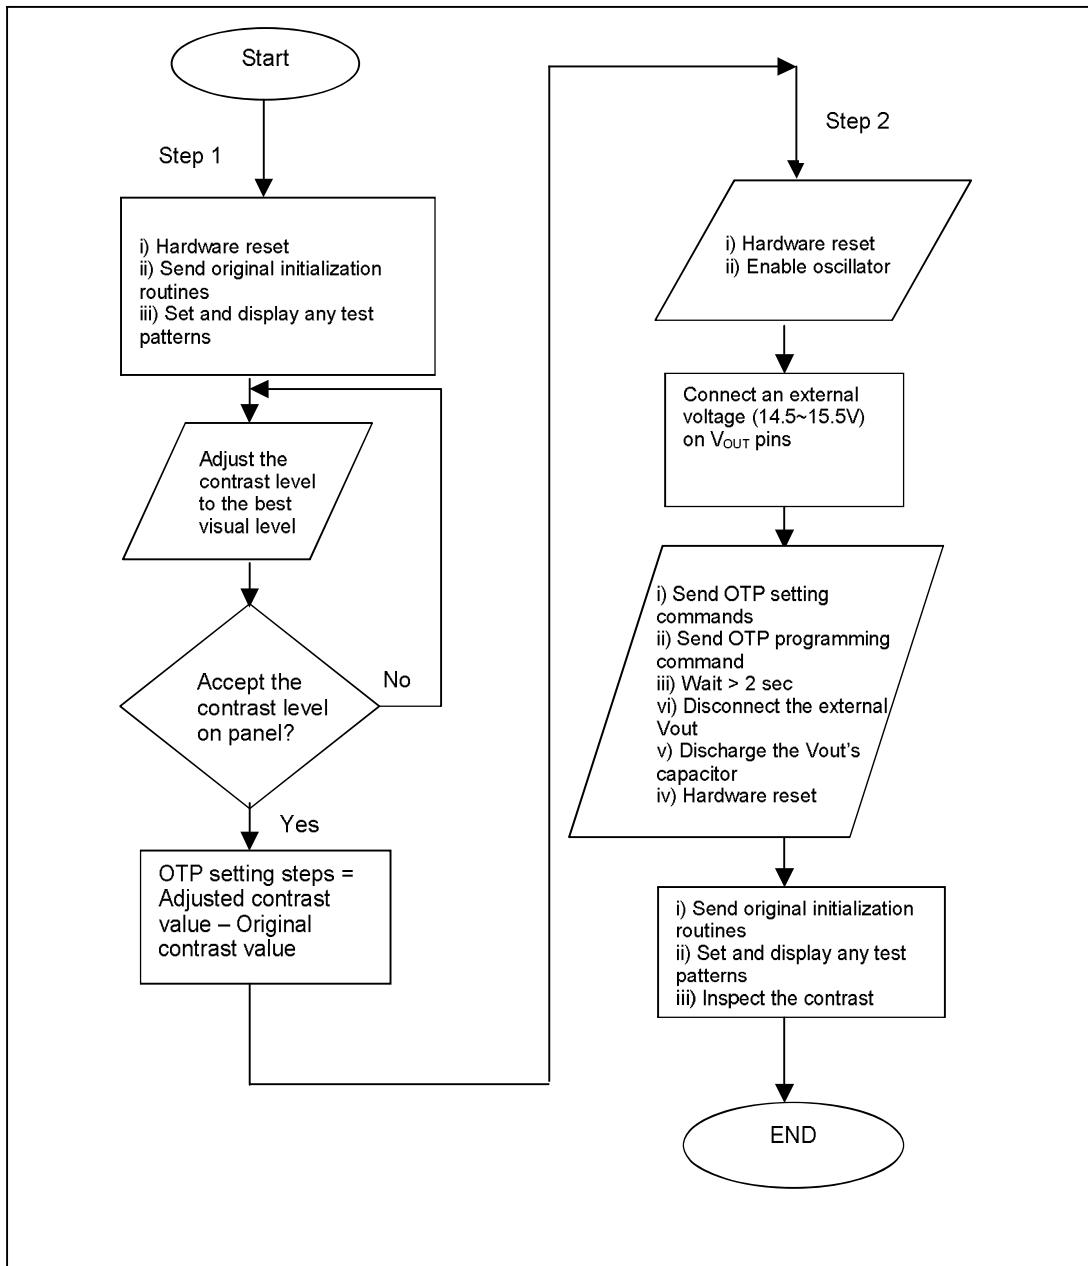 Start
Step 1
i) Hardware reset
ii) Send original initialization
routines
iii) Set and display any test
patterns
Adjust the
contrast level
to the best
visual level
Accept the
contrast level
on panel?
No
Yes
OTP setting steps =
Adjusted contrast
value – Original
contrast value
Step 2
i) Hardware reset
ii) Enable oscillator
Connect an external
voltage (14.5~15.5V)
on VOUT pins
i) Send OTP setting
commands
ii) Send OTP programming
command
iii) Wait > 2 sec
vi) Disconnect the external
Vout
v) Discharge the Vout's
capacitor
iv) Hardware reset
i) Send original initialization
routines
ii) Set and display any test
patterns
iii) Inspect the contrast
END